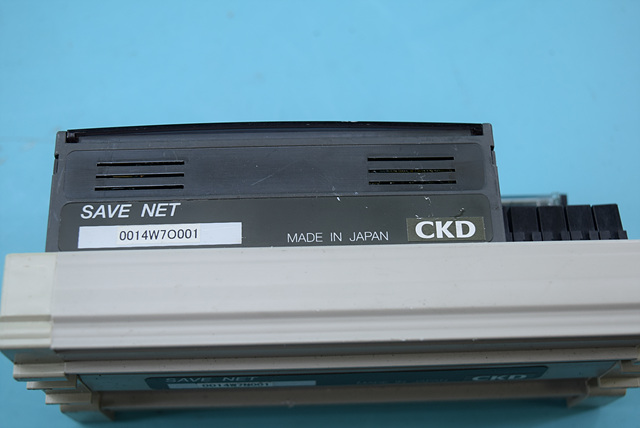 SAVE NET
0014W7O001
MADE IN JAPAN
CKD
SAVE NET
CKD